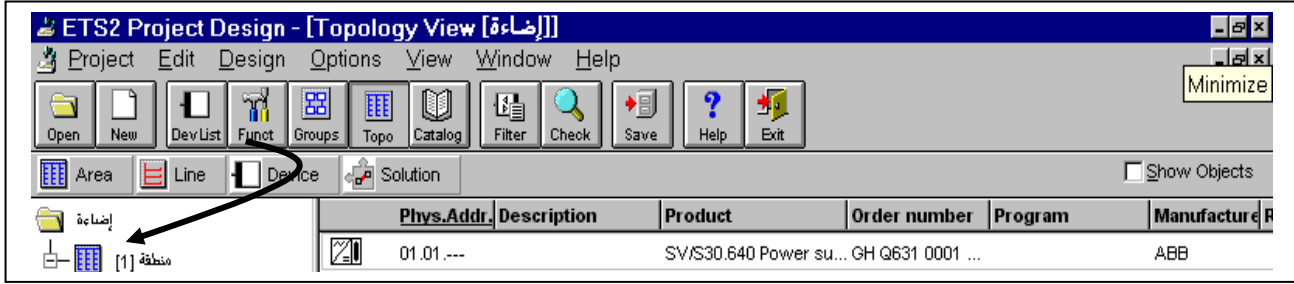 ETS2 Project Design - [Topology View [إضاءة]]]
Project Edit Design Options View Window Help
Minimize
Open New Dev List Funct Groups Topo Catalog Filter Check Save Help Exit
Area Line Device Solution Show Objects
إضاءة Phys.Addr. Description Product Order number Program Manufacture R
منطقة [1] 01.01.--- SV/S30.640 Power su... GH Q631 0001 ... ABB